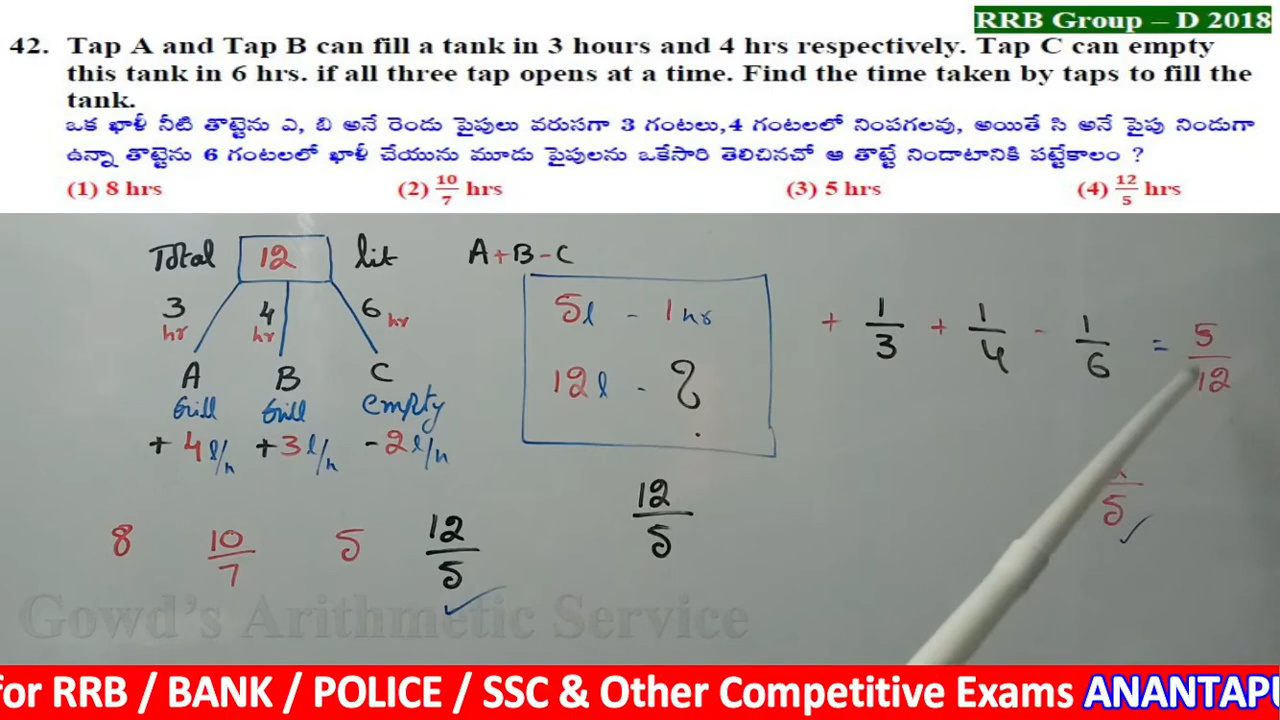 RRB Group – D 2018
42. Tap A and Tap B can fill a tank in 3 hours and 4 hrs respectively. Tap C can empty
this tank in 6 hrs. if all three tap opens at a time. Find the time taken by taps to fill the
tank.
ఒక ఖాళీ నీటి తొట్టెను ఎ, బి అనే రెండు పైపులు వరుసగా 3 గంటలు,4 గంటలలో నింపగలవు, అయితే సి అనే పైపు నిండుగా
ఉన్నా తొట్టెను 6 గంటలలో ఖాళీ చేయును మూడు పైపులను ఒకేసారి తెలిచినచో ఆ తొట్టే నిండాటానికి పట్టేకాలం ?
(1) 8 hrs (2) 10/7 hrs (3) 5 hrs (4) 12/5 hrs
Total 12 lit A+B-C
3 hr 4 hr 6 hr
5l - 1 hr
+ 1/3 + 1/4 - 1/6 = 5/12
A B C
12l - ?
fill fill empty
+4l/h +3l/h -2l/h
12/5
5
8 10/7 5 12/5
Gowd's Arithmetic Service
for RRB / BANK / POLICE / SSC & Other Competitive Exams ANANTAPU